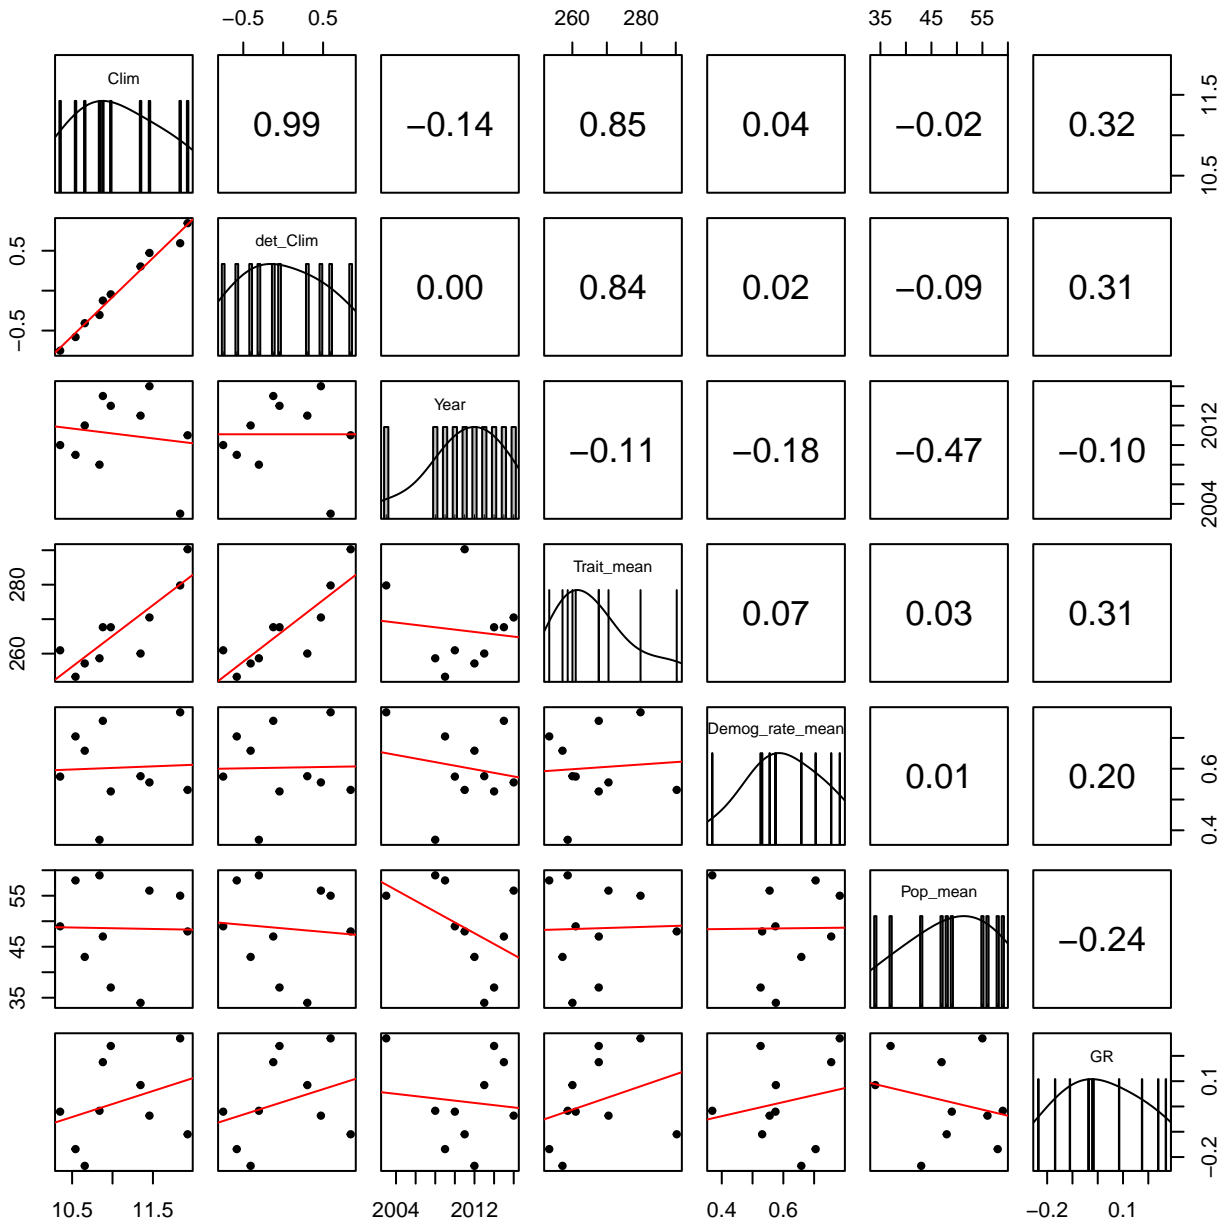 −0.5 0.5 260 280 35 45 55
Clim 0.99 −0.14 0.85 0.04 −0.02 0.32 10.5 11.5
−0.5 0.5 det_Clim 0.00 0.84 0.02 −0.09 0.31
Year −0.11 −0.18 −0.47 −0.10 2004 2012
260 280 Trait_mean 0.07 0.03 0.31
Demog_rate_mean 0.01 0.20 0.4 0.6
35 45 55 Pop_mean −0.24
GR −0.2 0.1
10.5 11.5 2004 2012 0.4 0.6 −0.2 0.1